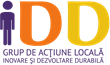 iDD
GRUP DE ACȚIUNE LOCALĂ
INOVARE ȘI DEZVOLTARE DURABILĂ